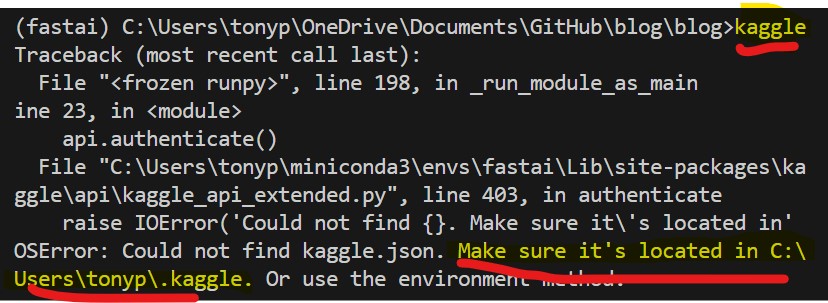 (fastai) C:\Users\tonyp\OneDrive\Documents\GitHub\blog\blog>kaggle
Traceback (most recent call last):
  File "<frozen runpy>", line 198, in _run_module_as_main
ine 23, in <module>
    api.authenticate()
  File "C:\Users\tonyp\miniconda3\envs\fastai\Lib\site-packages\ka
ggle\api\kaggle_api_extended.py", line 403, in authenticate
    raise IOError('Could not find {}. Make sure it\'s located in'
OSError: Could not find kaggle.json. Make sure it's located in C:\
Users\tonyp\.kaggle. Or use the environment method.